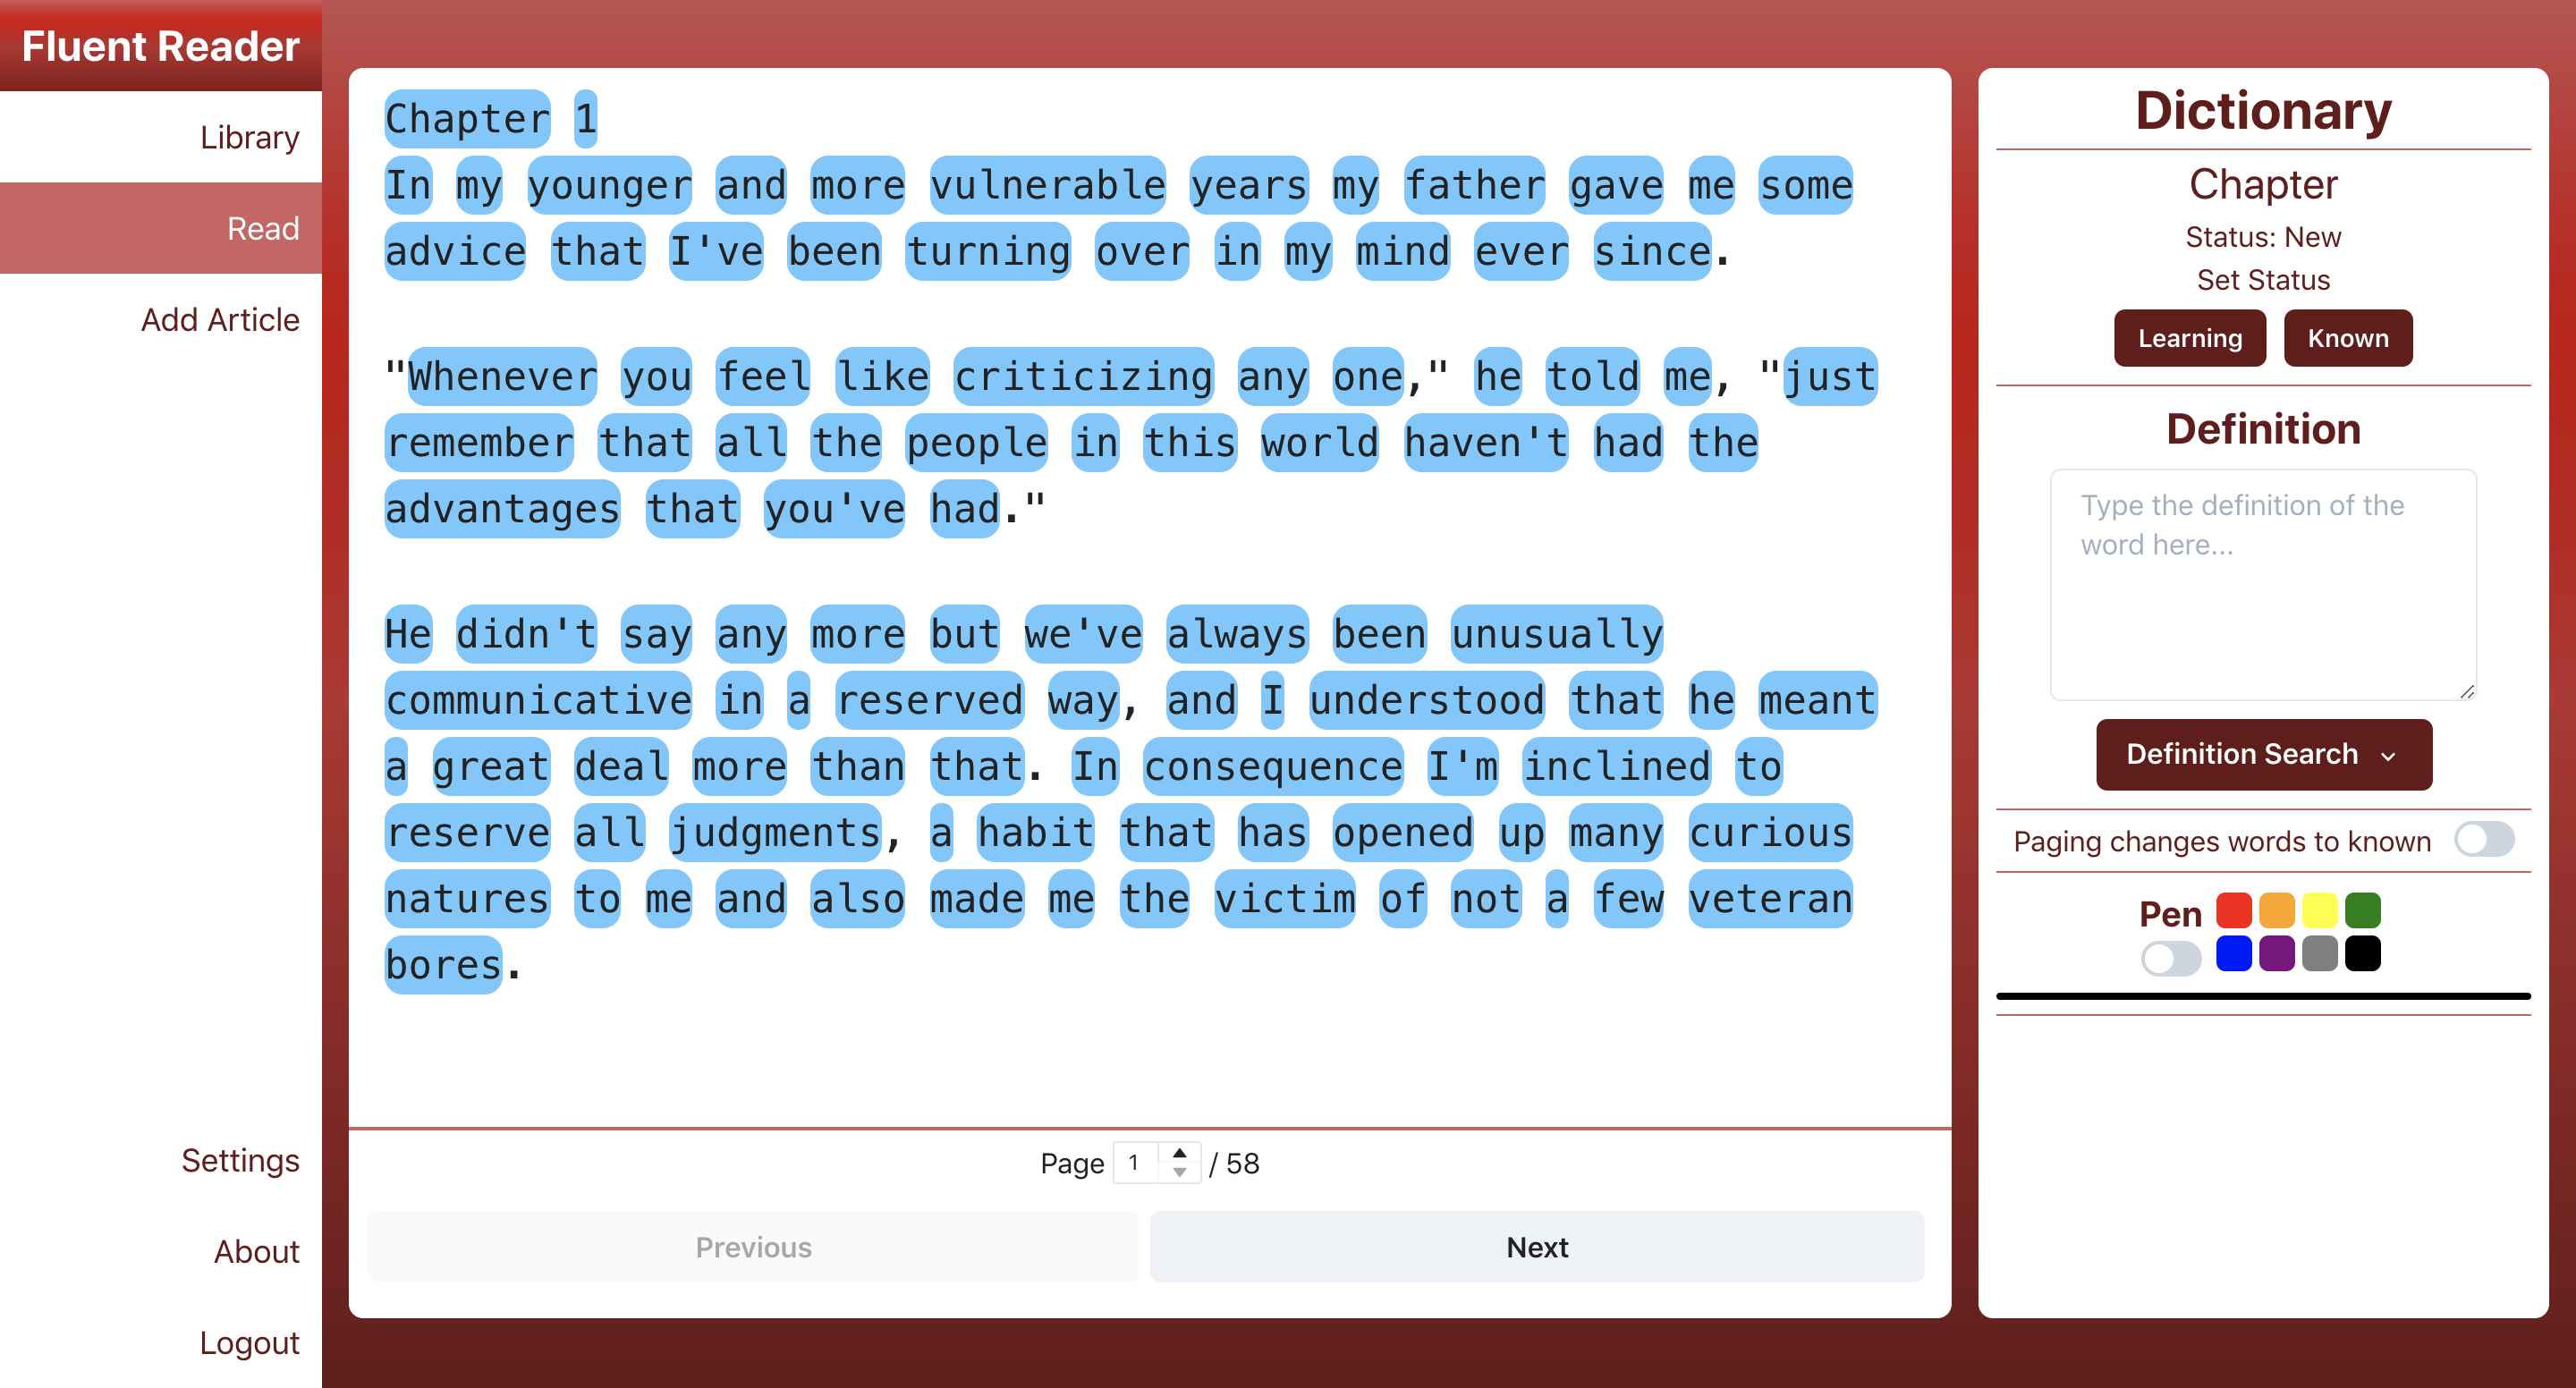 Fluent Reader
Library
Read
Add Article
Settings
About
Logout
Chapter 1
In my younger and more vulnerable years my father gave me some
advice that I've been turning over in my mind ever since.
"Whenever you feel like criticizing any one," he told me, "just
remember that all the people in this world haven't had the
advantages that you've had."
He didn't say any more but we've always been unusually
communicative in a reserved way, and I understood that he meant
a great deal more than that. In consequence I'm inclined to
reserve all judgments, a habit that has opened up many curious
natures to me and also made me the victim of not a few veteran
bores.
Page 1 / 58
Previous
Next
Dictionary
Chapter
Status: New
Set Status
Learning
Known
Definition
Type the definition of the
word here...
Definition Search
Paging changes words to known
Pen